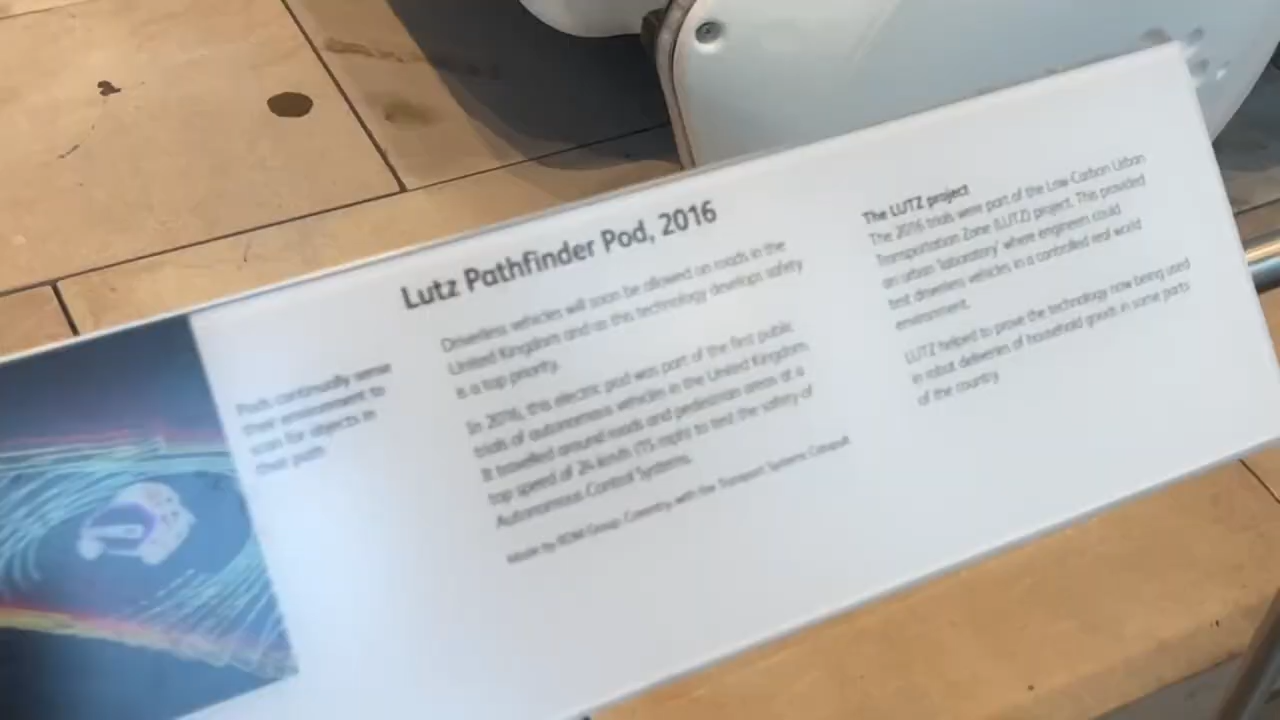 Lutz Pathfinder Pod, 2016
Pods continually sense
their environment to
scan for objects in
their path.
Driverless vehicles will soon be allowed on roads in the
United Kingdom and as this technology develops safety
is a top priority.
In 2016, this electric pod was part of the first public
trials of autonomous vehicles in the United Kingdom.
It travelled around roads and pedestrian areas at a
top speed of 24 km/h (15 mph) to test the safety of
Autonomous Control Systems.
Made by RDM Group, Coventry, with the Transport Systems Catapult
The LUTZ project
The 2016 trials were part of the Low-Carbon Urban
Transportation Zone (LUTZ) project. This provided
an urban 'laboratory' where engineers could
test driverless vehicles in a controlled real world
environment.
LUTZ helped to prove the technology now being used
in robot deliveries of household goods in some parts
of the country.